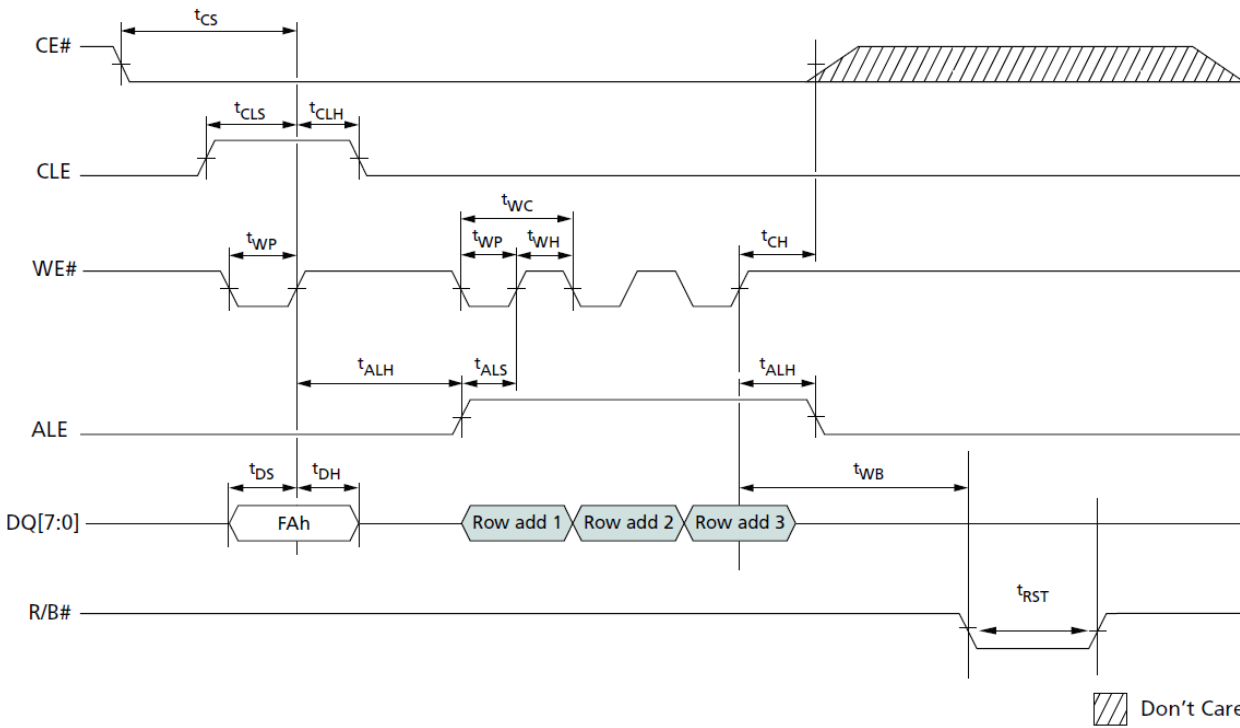 tCS
CE#
tCLS tCLH
CLE
tWC
tWP tWP tWH tCH
WE#
tALH tALS tALH
ALE
tDS tDH tWB
DQ[7:0] FAh Row add 1 Row add 2 Row add 3
R/B# tRST
Don't Care